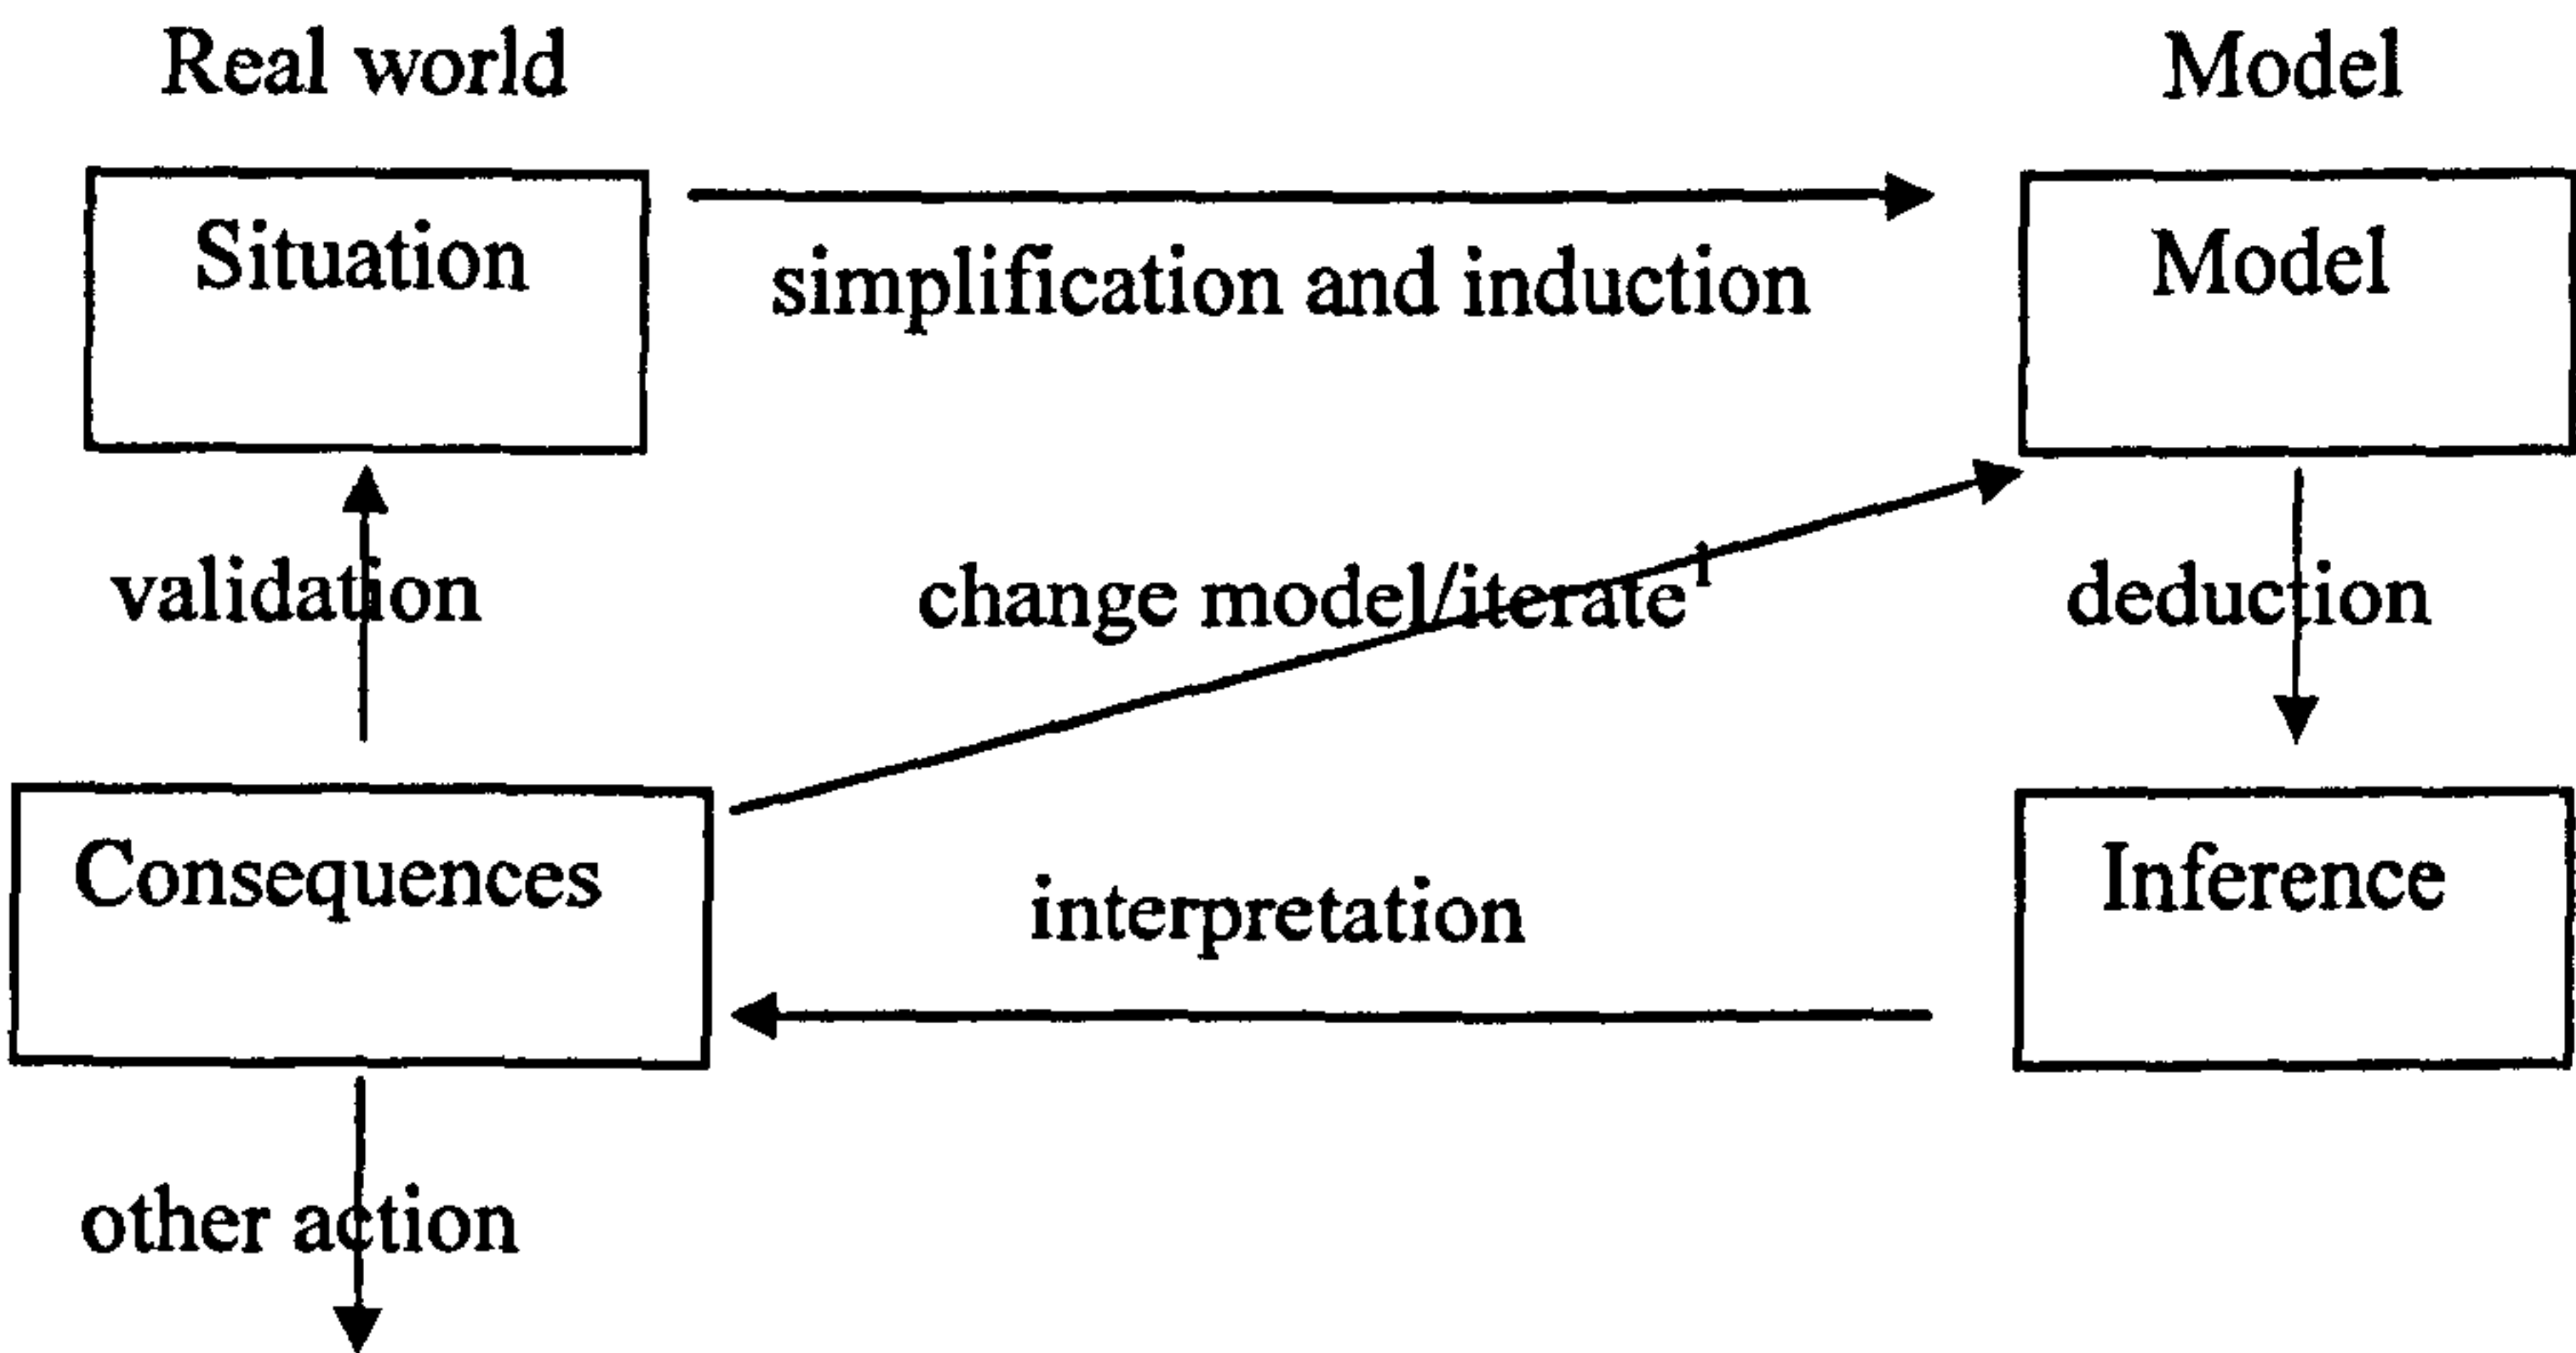 Real world
Model
Situation
simplification and induction
Model
validation
change model/iterate¹
deduction
Consequences
interpretation
Inference
other action